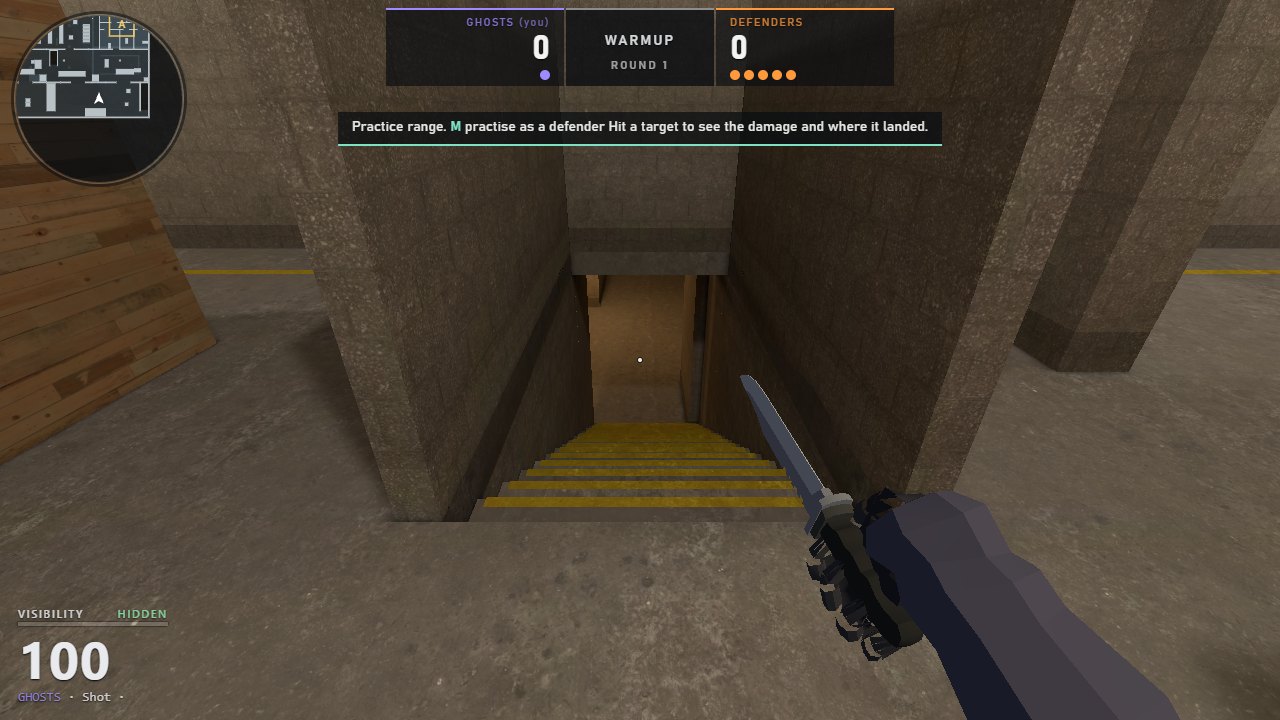 A
GHOSTS (you)
0
WARMUP
ROUND 1
DEFENDERS
0
Practice range. M practise as a defender Hit a target to see the damage and where it landed.
VISIBILITY HIDDEN
100
GHOSTS · Shot ·